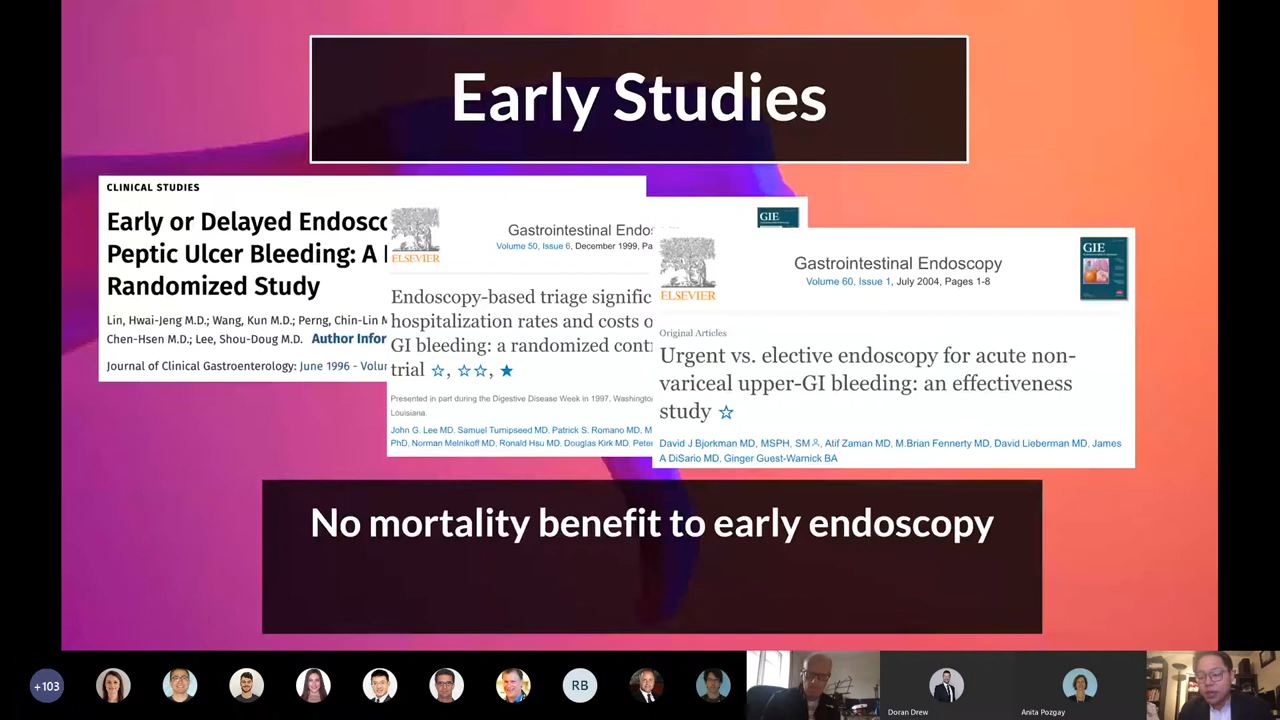 Early Studies
CLINICAL STUDIES
Early or Delayed Endosco
Peptic Ulcer Bleeding: A
Randomized Study
Lin, Hwai-Jeng M.D.; Wang, Kun M.D.; Perng, Chin-Lin
Chen-Hsen M.D.; Lee, Shou-Doug M.D. Author Infor
Journal of Clinical Gastroenterology: June 1996 - Volu
ELSEVIER
Gastrointestinal Endos
Volume 50, Issue 6, December 1999, Pa
GIE
Endoscopy-based triage signific
hospitalization rates and costs o
GI bleeding: a randomized cont
trial ☆, ☆☆, ★
Presented in part during the Digestive Disease Week in 1997, Washington
Louisiana.
John G. Lee MD, Samuel Turnipseed MD, Patrick S. Romano MD, M
PhD, Norman Melnikoff MD, Ronald Hsu MD, Douglas Kirk MD, Pete
ELSEVIER
Gastrointestinal Endoscopy
Volume 60, Issue 1, July 2004, Pages 1-8
GIE
Original Articles
Urgent vs. elective endoscopy for acute non-
variceal upper-GI bleeding: an effectiveness
study ☆
David J Bjorkman MD, MSPH, SM, Atif Zaman MD, M.Brian Fennerty MD, David Lieberman MD, James
A DiSario MD, Ginger Guest-Warnick BA
No mortality benefit to early endoscopy
+103
RB
Doran Drew
Anita Pozgay